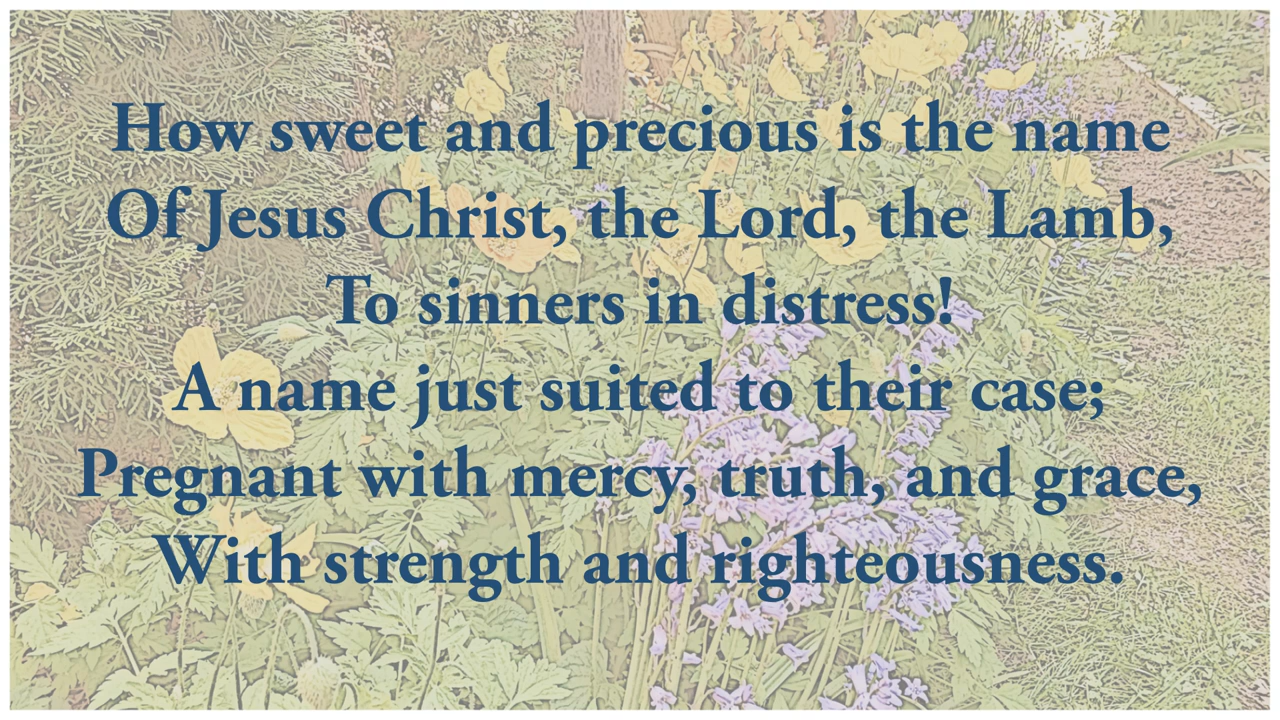 How sweet and precious is the name
Of Jesus Christ, the Lord, the Lamb,
To sinners in distress!
A name just suited to their case;
Pregnant with mercy, truth, and grace,
With strength and righteousness.